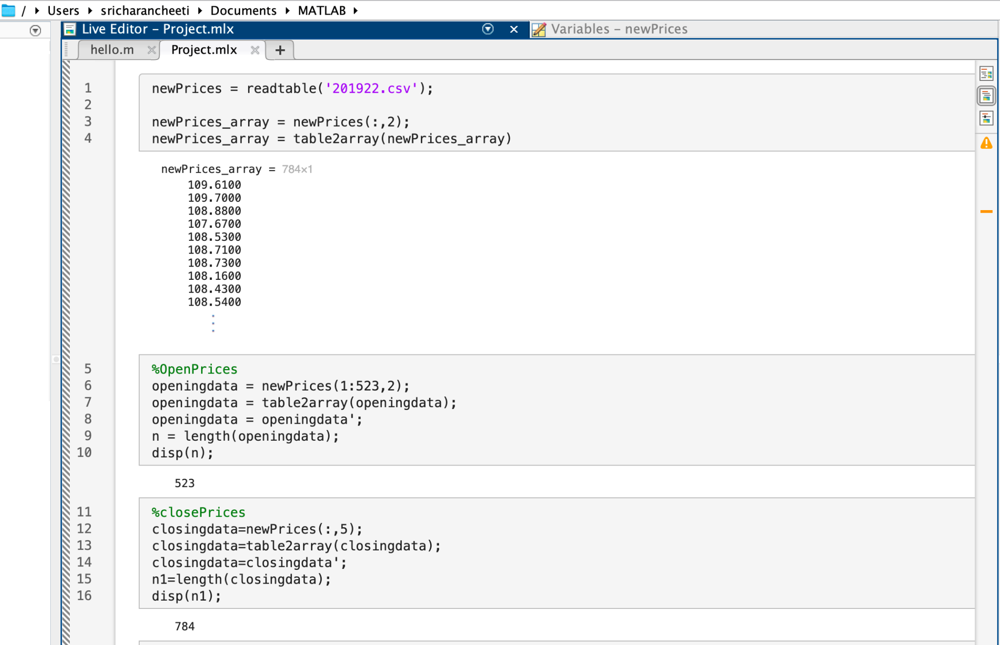 / Users sricharancheeti Documents MATLAB
Live Editor – Project.mlx
Variables – newPrices
hello.m Project.mlx +
1 newPrices = readtable('201922.csv');
2
3 newPrices_array = newPrices(:,2);
4 newPrices_array = table2array(newPrices_array)
newPrices_array = 784×1
109.6100
109.7000
108.8800
107.6700
108.5300
108.7100
108.7300
108.1600
108.4300
108.5400
5 %OpenPrices
6 openingdata = newPrices(1:523,2);
7 openingdata = table2array(openingdata);
8 openingdata = openingdata';
9 n = length(openingdata);
10 disp(n);
523
11 %closePrices
12 closingdata=newPrices(:,5);
13 closingdata=table2array(closingdata);
14 closingdata=closingdata';
15 n1=length(closingdata);
16 disp(n1);
784